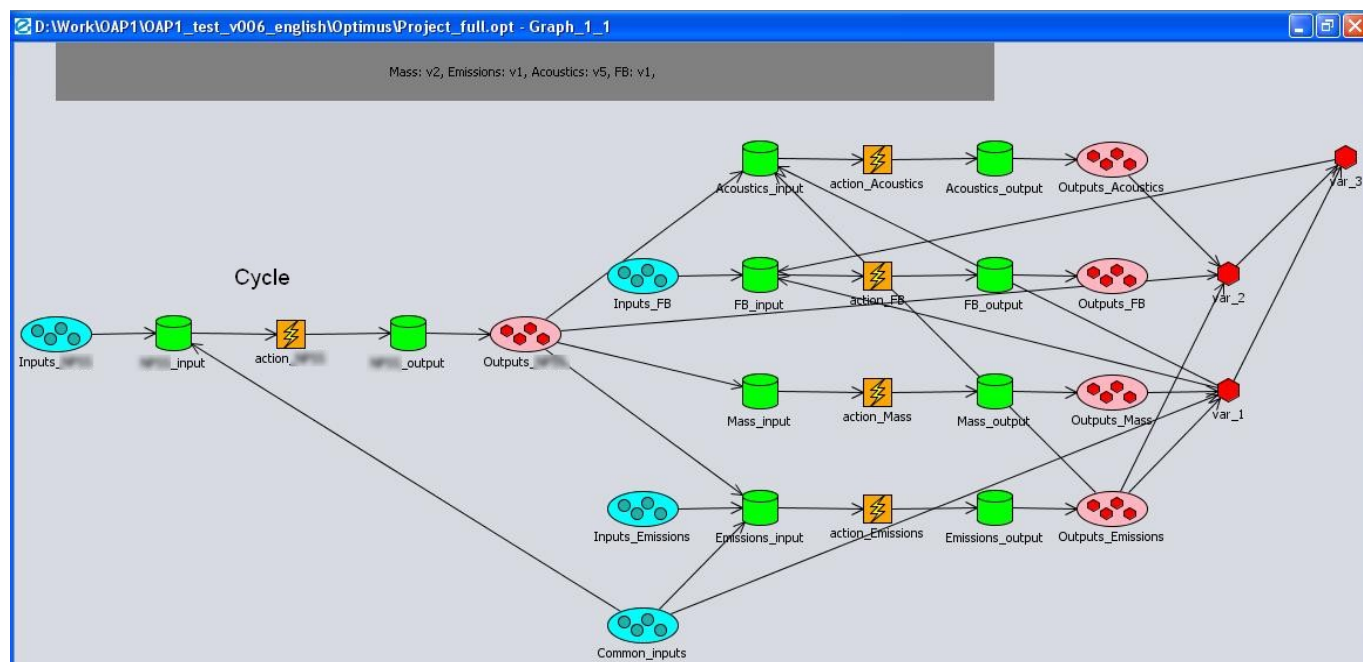 D:\Work\OAP1\OAP1_test_v006_english\Optimus\Project_full.opt - Graph_1_1
Mass: v2, Emissions: v1, Acoustics: v5, FB: v1,
Acoustics_input
action_Acoustics
Acoustics_output
Outputs_Acoustics
var_3
Cycle
Inputs_FB
FB_input
action_FB
FB_output
Outputs_FB
var_2
Inputs_
_input
action_
_output
Outputs_
Mass_input
action_Mass
Mass_output
Outputs_Mass
var_1
Inputs_Emissions
Emissions_input
action_Emissions
Emissions_output
Outputs_Emissions
Common_inputs